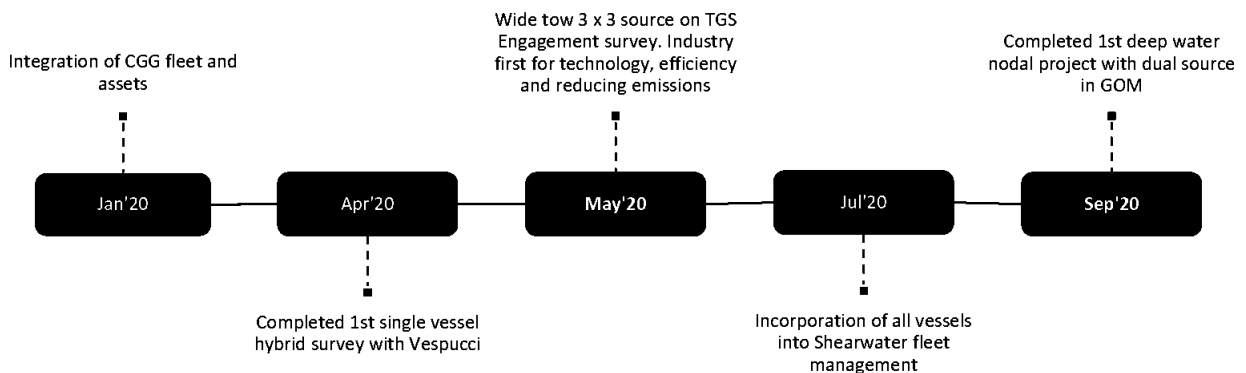 Integration of CGG fleet and
assets
Wide tow 3 x 3 source on TGS
Engagement survey. Industry
first for technology, efficiency
and reducing emissions
Completed 1st deep water
nodal project with dual source
in GOM
Jan'20
Apr'20
May'20
Jul'20
Sep'20
Completed 1st single vessel
hybrid survey with Vespucci
Incorporation of all vessels
into Shearwater fleet
management